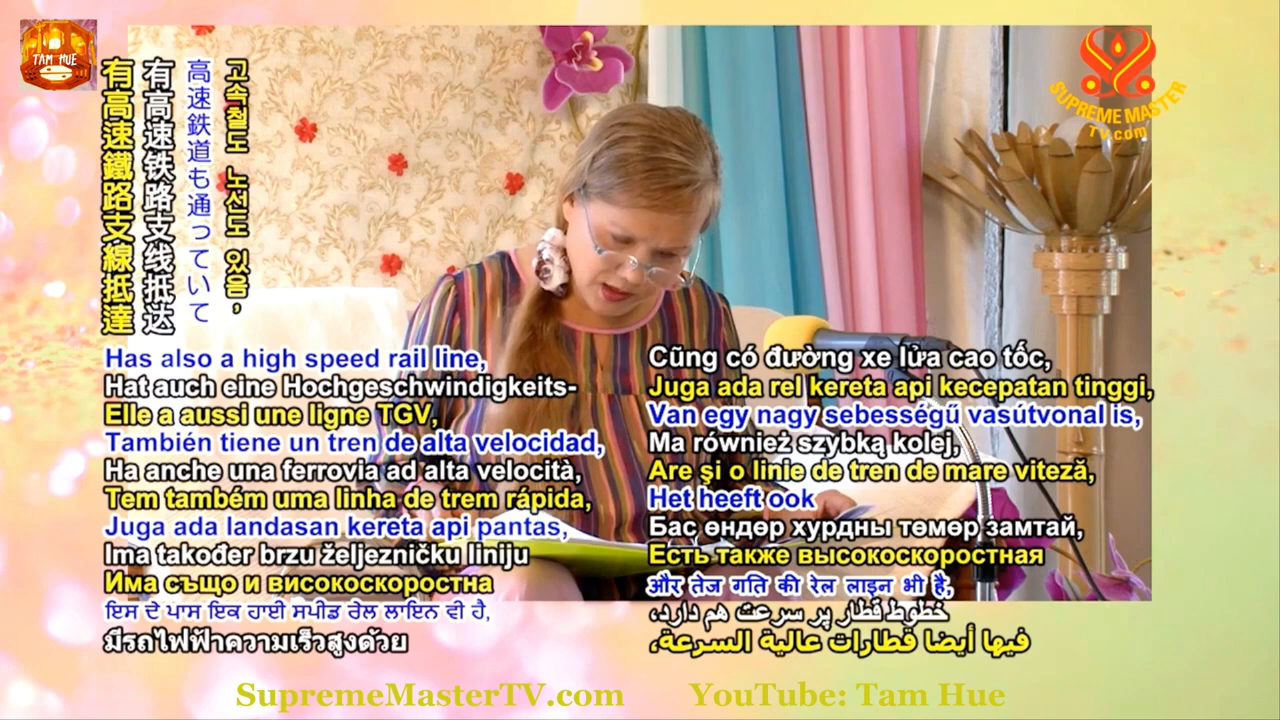 TAM HUE
SUPREME MASTER
TV.com
有高速鐵路支線抵達
有高速铁路支线抵达
高速鉄道も通っていて
고속철도 노선도 있음,
Has also a high speed rail line,
Hat auch eine Hochgeschwindigkeits-
Elle a aussi une ligne TGV,
También tiene un tren de alta velocidad,
Ha anche una ferrovia ad alta velocità,
Tem também uma linha de trem rápida,
Juga ada landasan kereta api pantas,
Ima također brzu željezničku liniju
Има също и високоскоростна
ਇਸ ਦੇ ਪਾਸ ਇਕ ਹਾਈ ਸਪੀਡ ਰੇਲ ਲਾਇਨ ਵੀ ਹੈ,
มีรถไฟฟ้าความเร็วสูงด้วย
Cũng có đường xe lửa cao tốc,
Juga ada rel kereta api kecepatan tinggi,
Van egy nagy sebességű vasútvonal is,
Ma również szybką kolej,
Are şi o linie de tren de mare viteză,
Het heeft ook
Бас өндөр хурдны төмөр замтай,
Есть также высокоскоростная
और तेज गति की रेल लाइन भी है,
خطوط قطار پر سرعت هم دارد،
فيها أيضا قطارات عالية السرعة،
SupremeMasterTV.com
YouTube: Tam Hue